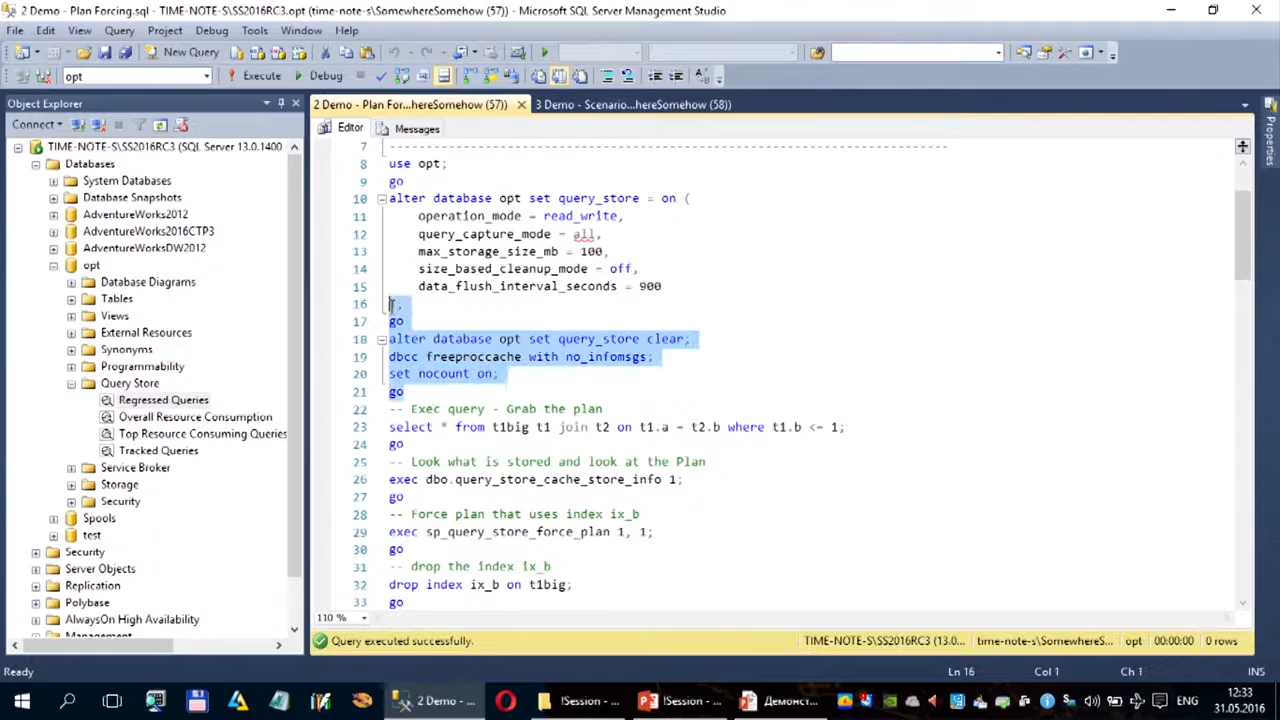 2 Demo - Plan Forcing.sql - TIME-NOTE-S\SS2016RC3.opt (time-note-s\SomewhereSomehow (57)) - Microsoft SQL Server Management Studio
File Edit View Query Project Debug Tools Window Help
New Query
opt Execute Debug
Object Explorer
2 Demo - Plan For...hereSomehow (57)) 3 Demo - Scenario...hereSomehow (58))
Connect
Editor Messages
TIME-NOTE-S\SS2016RC3 (SQL Server 13.0.1400
Databases
System Databases
Database Snapshots
AdventureWorks2012
AdventureWorks2016CTP3
AdventureWorksDW2012
opt
Database Diagrams
Tables
Views
External Resources
Synonyms
Programmability
Query Store
Regressed Queries
Overall Resource Consumption
Top Resource Consuming Queries
Tracked Queries
Service Broker
Storage
Security
Spools
test
Security
Server Objects
Replication
Polybase
AlwaysOn High Availability
Management
7 --------------------------------------------------------------------------
8 use opt;
9 go
10 alter database opt set query_store = on (
11 operation_mode = read_write,
12 query_capture_mode = all,
13 max_storage_size_mb = 100,
14 size_based_cleanup_mode = off,
15 data_flush_interval_seconds = 900
16 );
17 go
18 alter database opt set query_store clear;
19 dbcc freeproccache with no_infomsgs;
20 set nocount on;
21 go
22 -- Exec query - Grab the plan
23 select * from t1big t1 join t2 on t1.a = t2.b where t1.b <= 1;
24 go
25 -- Look what is stored and look at the Plan
26 exec dbo.query_store_cache_store_info 1;
27 go
28 -- Force plan that uses index ix_b
29 exec sp_query_store_force_plan 1, 1;
30 go
31 -- drop the index ix_b
32 drop index ix_b on t1big;
33 go
Properties
110 %
Query executed successfully. TIME-NOTE-S\SS2016RC3 (13.0... time-note-s\SomewhereS... opt 00:00:00 0 rows
Ready Ln 16 Col 1 Ch 1 INS
2 Demo - ... !Session - ... !Session - ... Демонст... ENG 12:33
31.05.2016